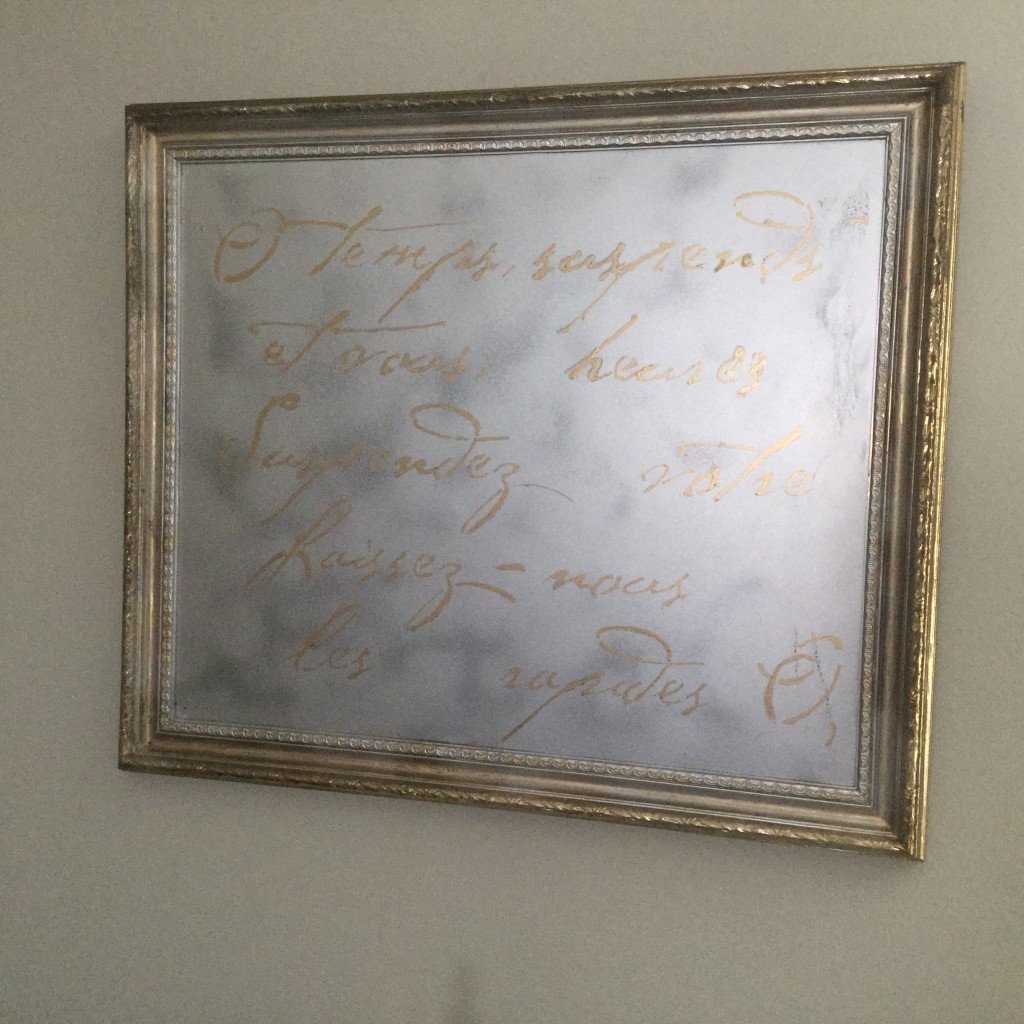 O temps, suspends
et vous, heures
Suspendez votre
Laissez-nous
les rapides